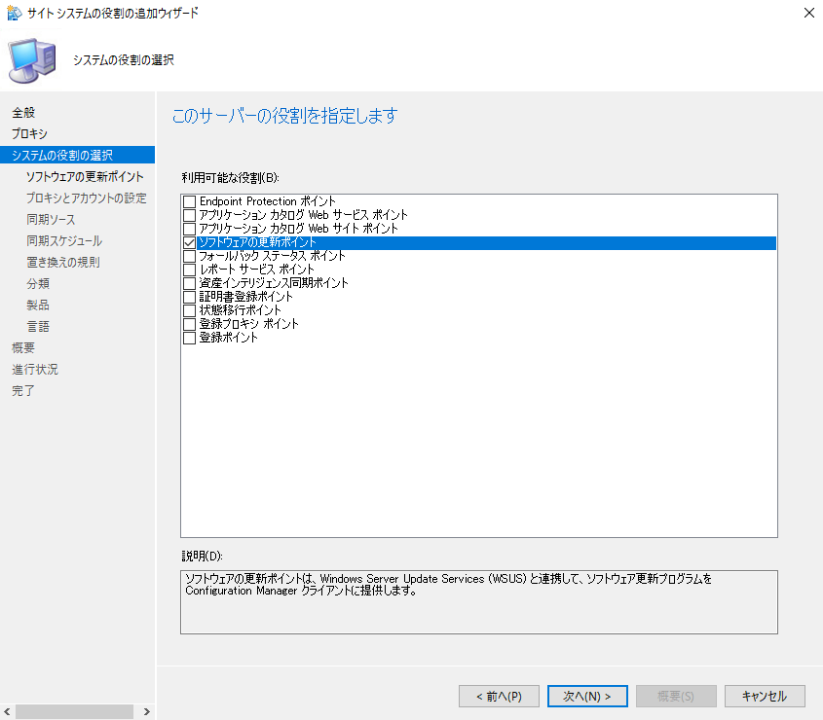 サイト システムの役割の追加ウィザード
システムの役割の選択
全般
プロキシ
システムの役割の選択
ソフトウェアの更新ポイント
プロキシとアカウントの設定
同期ソース
同期スケジュール
置き換えの規則
分類
製品
言語
概要
進行状況
完了
このサーバーの役割を指定します
利用可能な役割(B):
Endpoint Protection ポイント
アプリケーション カタログ Web サービス ポイント
アプリケーション カタログ Web サイト ポイント
ソフトウェアの更新ポイント
フォールバック ステータス ポイント
レポート サービス ポイント
資産インテリジェンス同期ポイント
証明書登録ポイント
状態移行ポイント
登録プロキシ ポイント
登録ポイント
説明(D):
ソフトウェアの更新ポイントは、Windows Server Update Services (WSUS) と連携して、ソフトウェア更新プログラムを
Configuration Manager クライアントに提供します。
< 前へ(P)
次へ(N) >
概要(S)
キャンセル